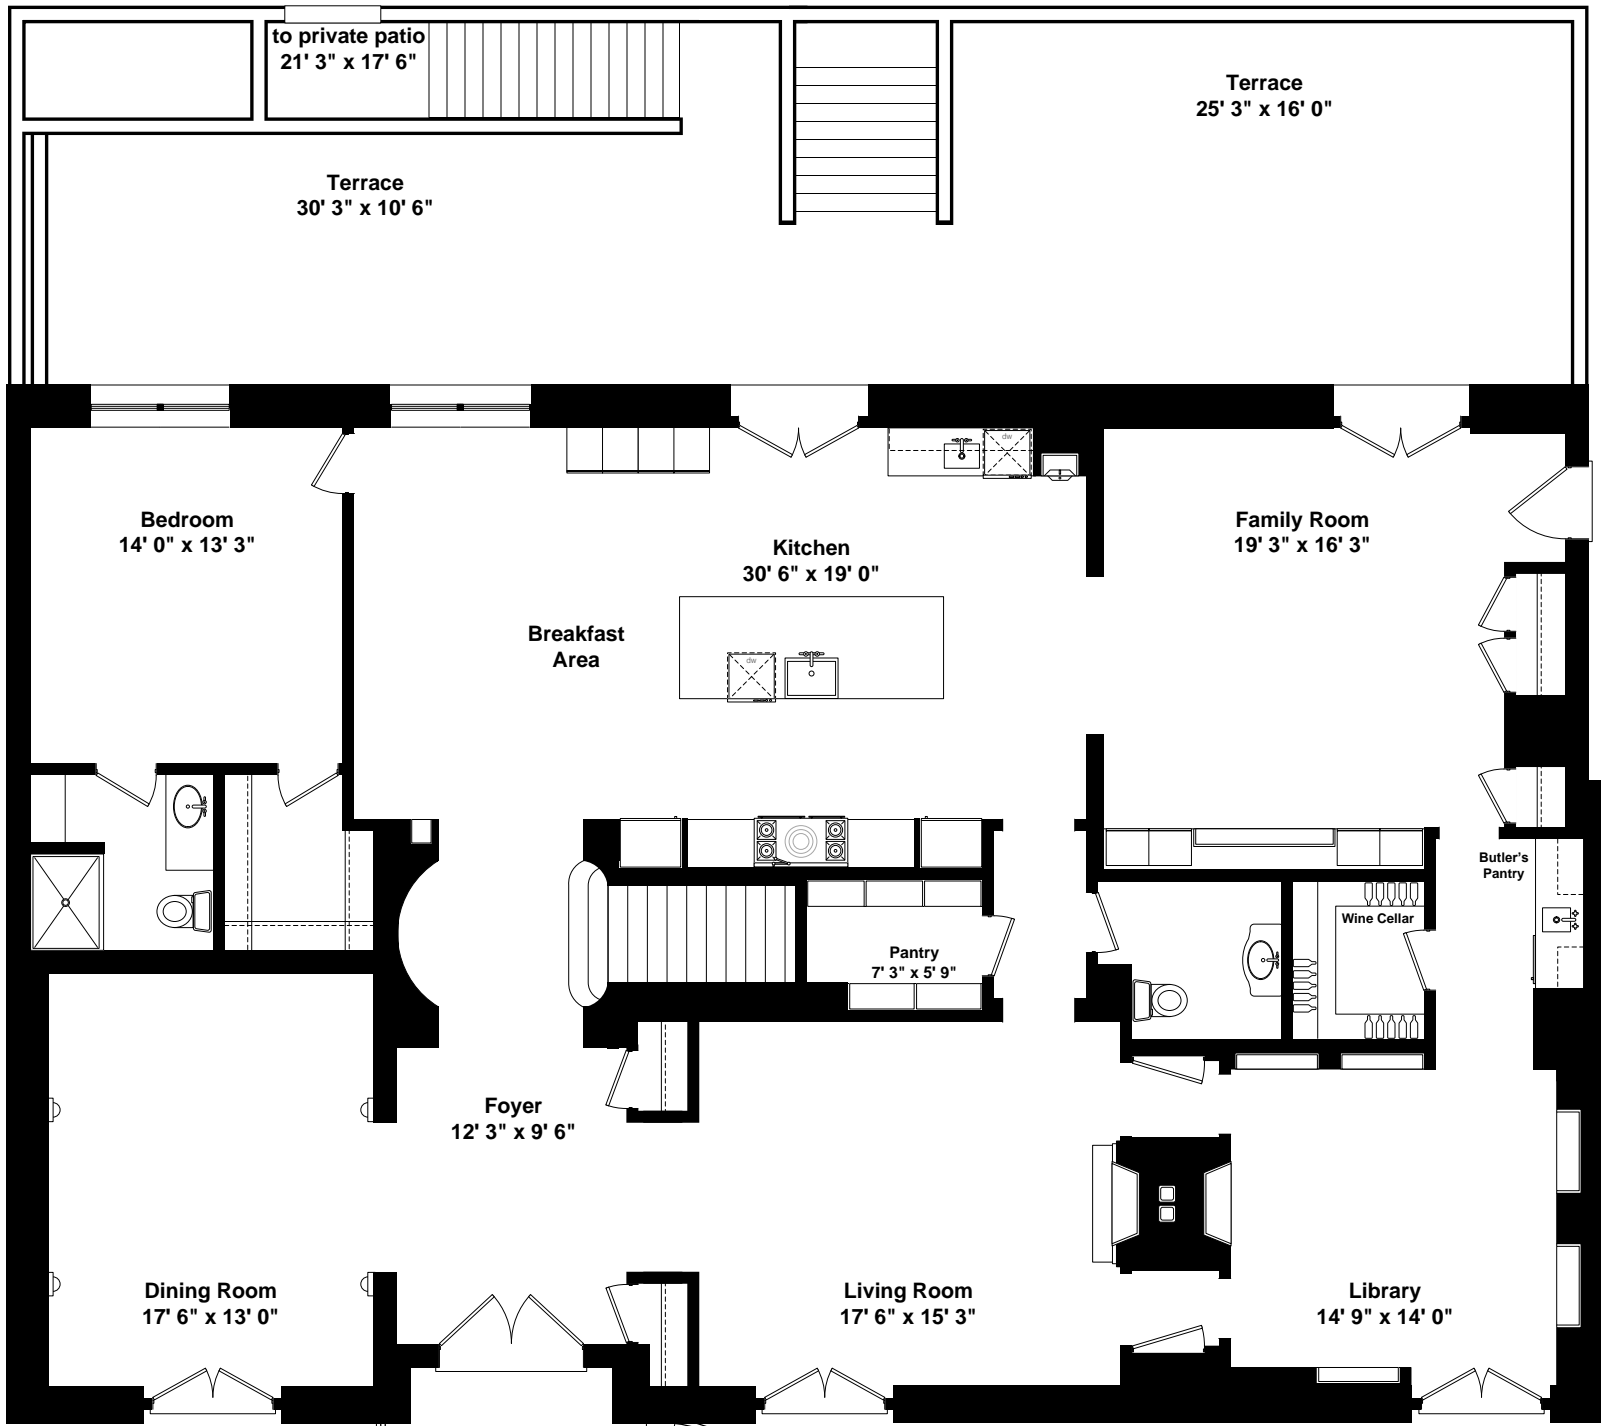 to private patio
21' 3" x 17' 6"
Terrace
25' 3" x 16' 0"
Terrace
30' 3" x 10' 6"
dw
Bedroom
14' 0" x 13' 3"
Family Room
19' 3" x 16' 3"
Kitchen
30' 6" x 19' 0"
Breakfast
Area
dw
Butler's
Pantry
Wine Cellar
Pantry
7' 3" x 5' 9"
Foyer
12' 3" x 9' 6"
Dining Room
17' 6" x 13' 0"
Living Room
17' 6" x 15' 3"
Library
14' 9" x 14' 0"